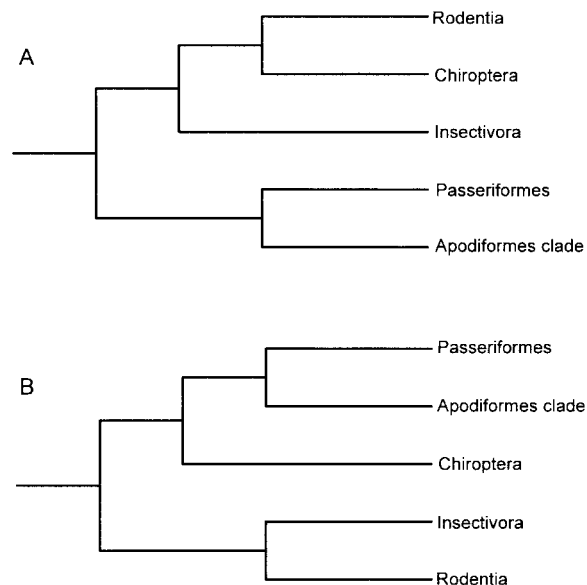 A
Rodentia
Chiroptera
Insectivora
Passeriformes
Apodiformes clade
B
Passeriformes
Apodiformes clade
Chiroptera
Insectivora
Rodentia